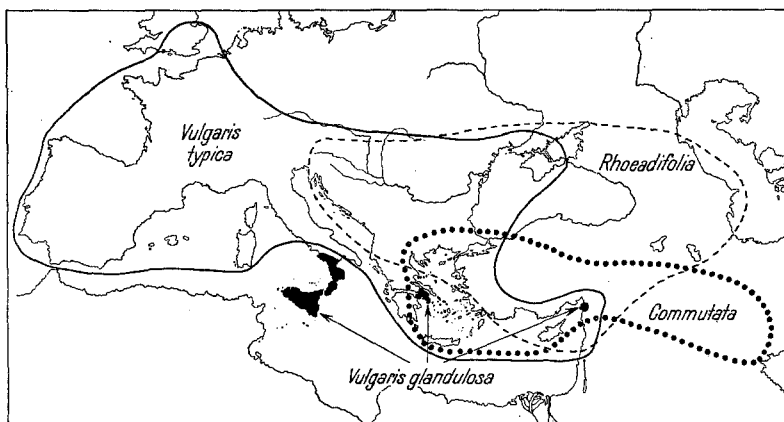 Vulgaris
typica
Rhoeadifolia
Commutata
Vulgaris glandulosa